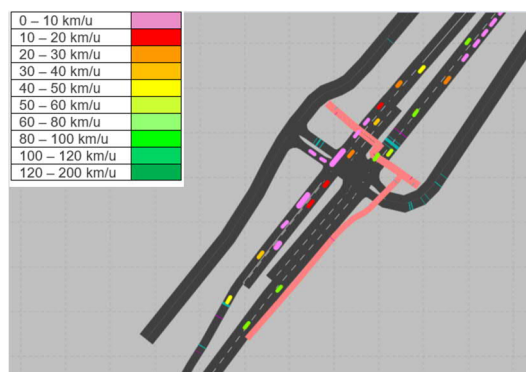 0 – 10 km/u
10 – 20 km/u
20 – 30 km/u
30 – 40 km/u
40 – 50 km/u
50 – 60 km/u
60 – 80 km/u
80 – 100 km/u
100 – 120 km/u
120 – 200 km/u